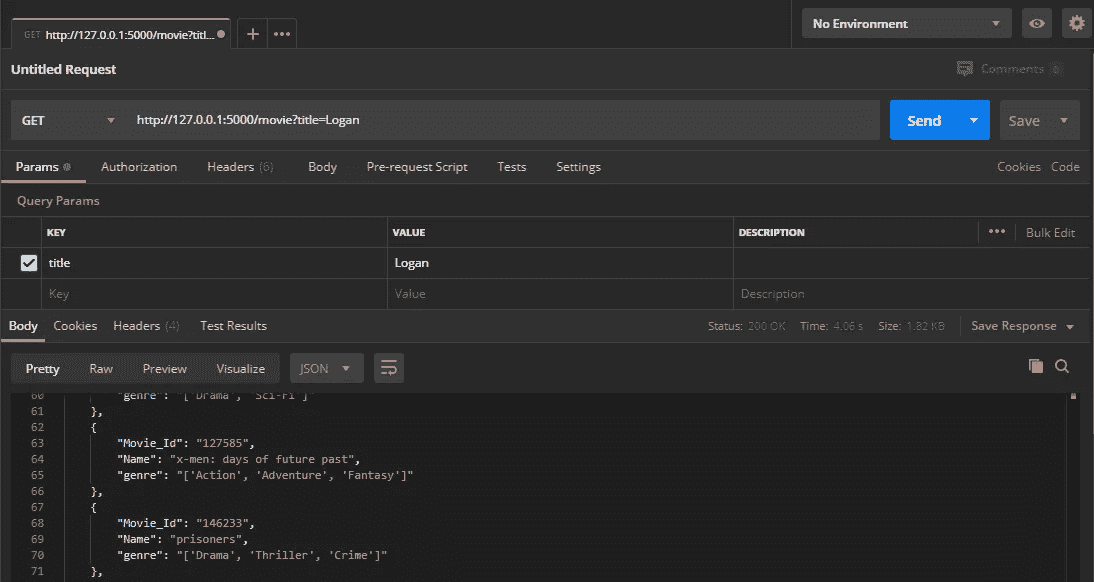 GET http://127.0.0.1:5000/movie?titl... + ••• No Environment
Untitled Request Comments 0
GET http://127.0.0.1:5000/movie?title=Logan Send Save
Params Authorization Headers (6) Body Pre-request Script Tests Settings Cookies Code
Query Params
KEY VALUE DESCRIPTION ••• Bulk Edit
title Logan
Key Value Description
Body Cookies Headers (4) Test Results Status: 200 OK Time: 4.06 s Size: 1.82 KB Save Response
Pretty Raw Preview Visualize JSON
60 "genre": "['Drama', 'Sci-Fi']"
61 },
62 {
63 "Movie_Id": "127585",
64 "Name": "x-men: days of future past",
65 "genre": "['Action', 'Adventure', 'Fantasy']"
66 },
67 {
68 "Movie_Id": "146233",
69 "Name": "prisoners",
70 "genre": "['Drama', 'Thriller', 'Crime']"
71 },